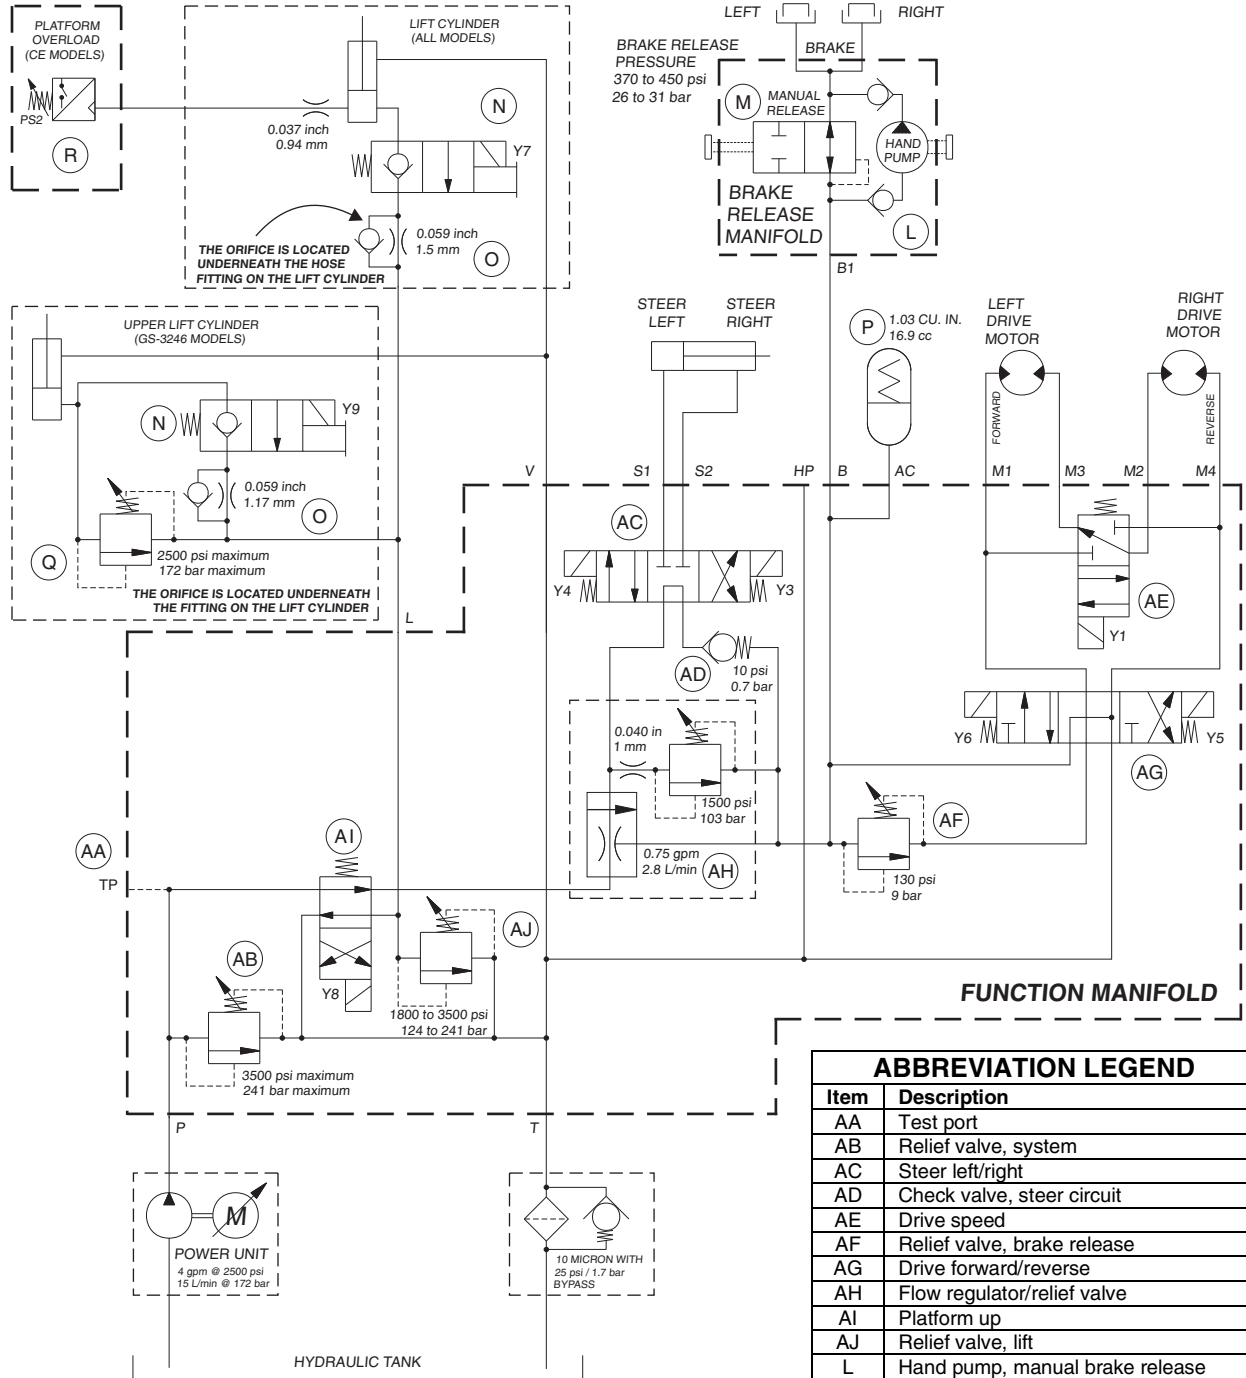 PLATFORM
OVERLOAD
(CE MODELS)
PS2
R
LIFT CYLINDER
(ALL MODELS)
N
0.037 inch
0.94 mm
Y7
0.059 inch
1.5 mm
O
THE ORIFICE IS LOCATED
UNDERNEATH THE HOSE
FITTING ON THE LIFT CYLINDER
LEFT
RIGHT
BRAKE
BRAKE RELEASE
PRESSURE
370 to 450 psi
26 to 31 bar
M
MANUAL
RELEASE
HAND
PUMP
BRAKE
RELEASE
MANIFOLD
L
B1
UPPER LIFT CYLINDER
(GS-3246 MODELS)
N
Y9
0.059 inch
1.17 mm
O
Q
2500 psi maximum
172 bar maximum
THE ORIFICE IS LOCATED UNDERNEATH
THE FITTING ON THE LIFT CYLINDER
STEER
LEFT
STEER
RIGHT
P
1.03 CU. IN.
16.9 cc
LEFT
DRIVE
MOTOR
RIGHT
DRIVE
MOTOR
FORWARD
REVERSE
V
S1
S2
HP
B
AC
M1
M3
M2
M4
L
AC
Y4
Y3
AE
Y1
AD
10 psi
0.7 bar
Y6
Y5
AG
0.040 in
1 mm
1500 psi
103 bar
0.75 gpm
2.8 L/min
AH
AF
130 psi
9 bar
AA
TP
AI
Y8
AJ
1800 to 3500 psi
124 to 241 bar
AB
3500 psi maximum
241 bar maximum
FUNCTION MANIFOLD
P
T
M
POWER UNIT
4 gpm @ 2500 psi
15 L/min @ 172 bar
10 MICRON WITH
25 psi / 1.7 bar
BYPASS
HYDRAULIC TANK
ABBREVIATION LEGEND
Item Description
AA Test port
AB Relief valve, system
AC Steer left/right
AD Check valve, steer circuit
AE Drive speed
AF Relief valve, brake release
AG Drive forward/reverse
AH Flow regulator/relief valve
AI Platform up
AJ Relief valve, lift
L Hand pump, manual brake release